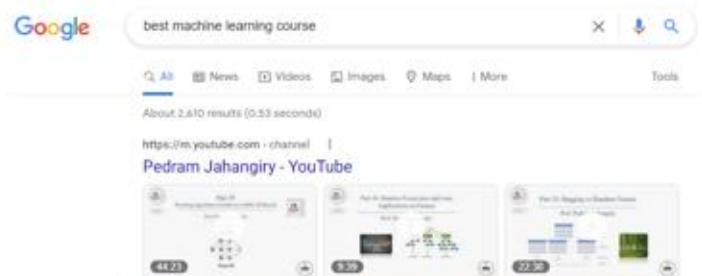 Google
best machine learning course
All News Videos Images Maps More Tools
About 2,610 results (0.53 seconds)
https://m.youtube.com › channel
Pedram Jahangiry - YouTube
44:23 9:39 22:30